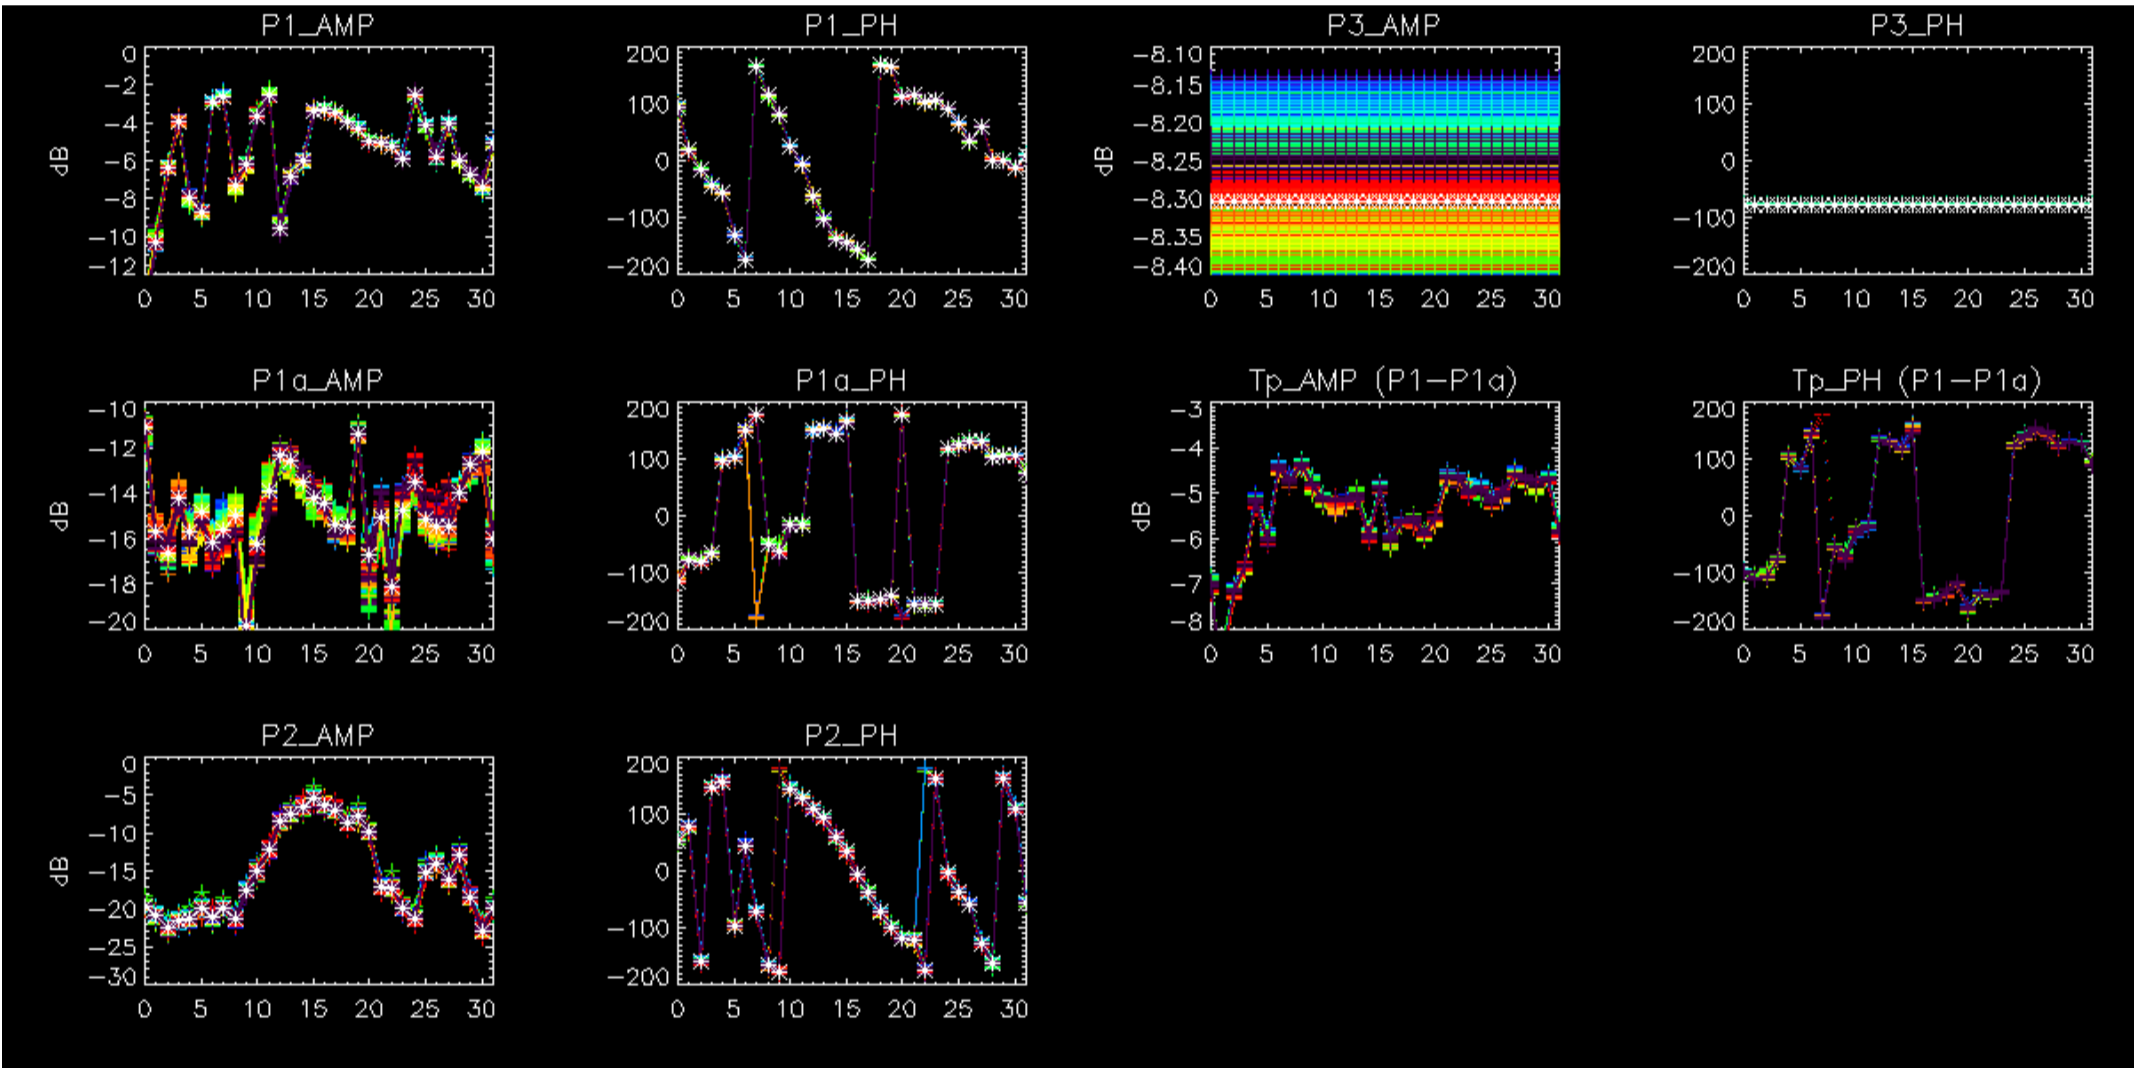 P1_AMP
P1_PH
P3_AMP
P3_PH
dB
0
-2
-4
-6
-8
-10
-12
0 5 10 15 20 25 30
200
100
0
-100
-200
0 5 10 15 20 25 30
dB
-8.10
-8.15
-8.20
-8.25
-8.30
-8.35
-8.40
0 5 10 15 20 25 30
200
100
0
-100
-200
0 5 10 15 20 25 30
P1a_AMP
P1a_PH
Tp_AMP (P1-P1a)
Tp_PH (P1-P1a)
dB
-10
-12
-14
-16
-18
-20
0 5 10 15 20 25 30
200
100
0
-100
-200
0 5 10 15 20 25 30
dB
-3
-4
-5
-6
-7
-8
0 5 10 15 20 25 30
200
100
0
-100
-200
0 5 10 15 20 25 30
P2_AMP
P2_PH
dB
0
-5
-10
-15
-20
-25
-30
0 5 10 15 20 25 30
200
100
0
-100
-200
0 5 10 15 20 25 30